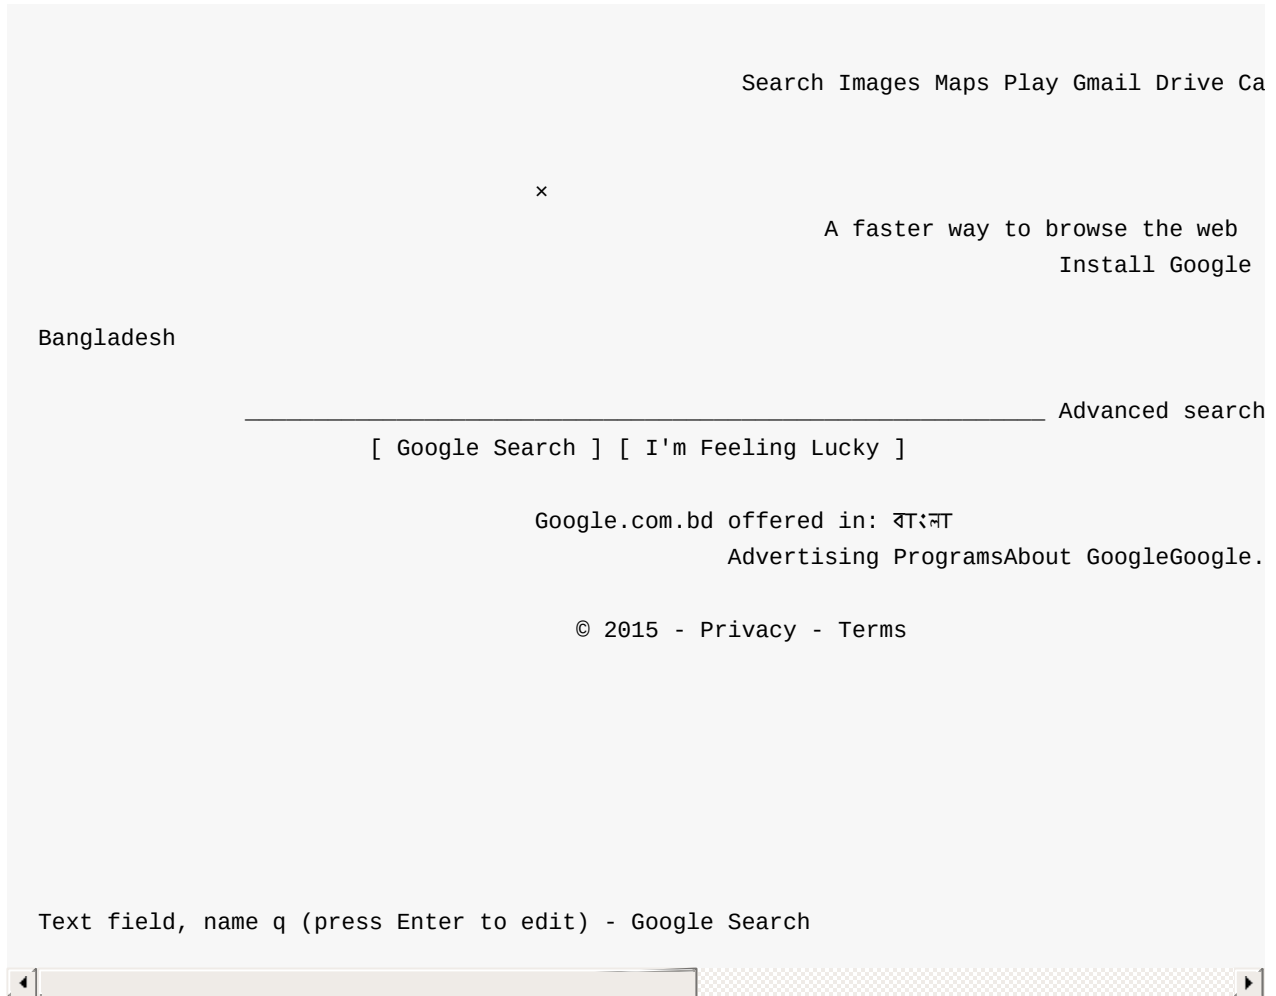 Search Images Maps Play Gmail Drive Ca
×
A faster way to browse the web
Install Google
Bangladesh
__________________________________________________________ Advanced search
[ Google Search ] [ I'm Feeling Lucky ]
Google.com.bd offered in: বাংলা
Advertising ProgramsAbout GoogleGoogle.
© 2015 - Privacy - Terms
Text field, name q (press Enter to edit) - Google Search